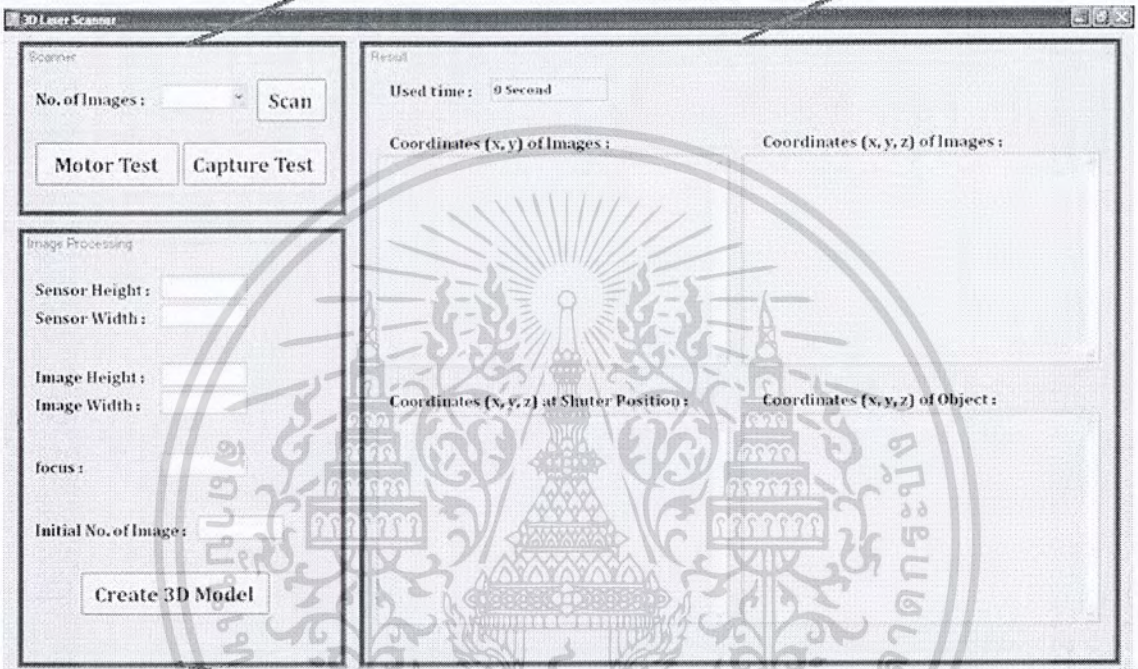 3D Laser Scanner
Scanner
No. of Images :
Scan
Motor Test
Capture Test
Image Processing
Sensor Height :
Sensor Width :
Image Height :
Image Width :
focus :
Initial No. of Image :
Create 3D Model
Result
Used time : 0 Second
Coordinates (x, y) of Images :
Coordinates (x, y, z) of Images :
Coordinates (x, y, z) at Shuter Position :
Coordinates (x, y, z) of Object :